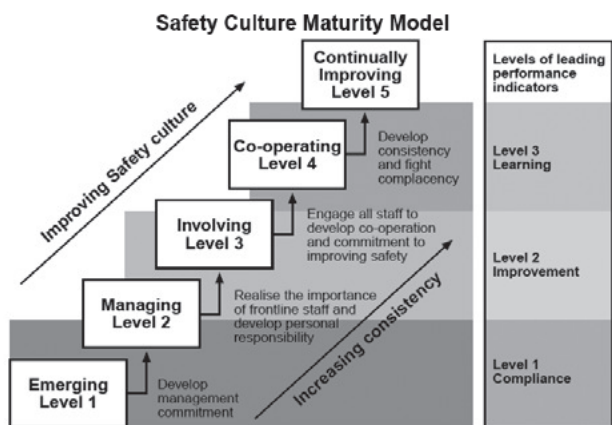 Safety Culture Maturity Model
Continually
Improving
Level 5
Levels of leading
performance
indicators
Improving Safety culture
Co-operating
Level 4
Develop
consistency
and fight
complacency
Level 3
Learning
Involving
Level 3
Engage all staff to
develop co-operation
and commitment to
improving safety
Level 2
Improvement
Managing
Level 2
Realise the importance
of frontline staff and
develop personal
responsibility
Increasing consistency
Emerging
Level 1
Develop
management
commitment
Level 1
Compliance